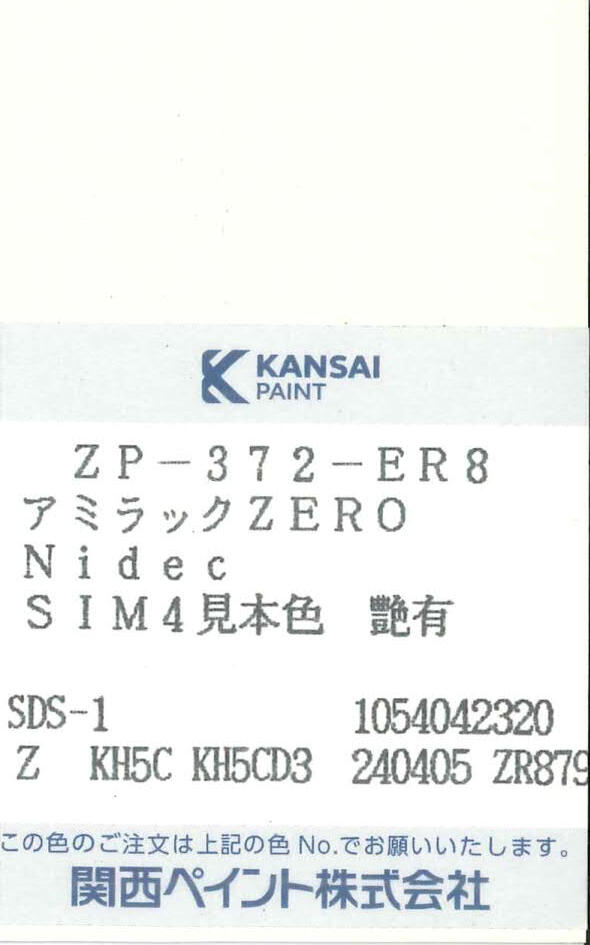 KANSAI
PAINT
ZP-372-ER8
アミラックZERO
Nidec
SIM4見本色 艶有
SDS-1 1054042320
Z KH5C KH5CD3 240405 ZR879
この色のご注文は上記の色 No.でお願いいたします。
関西ペイント株式会社